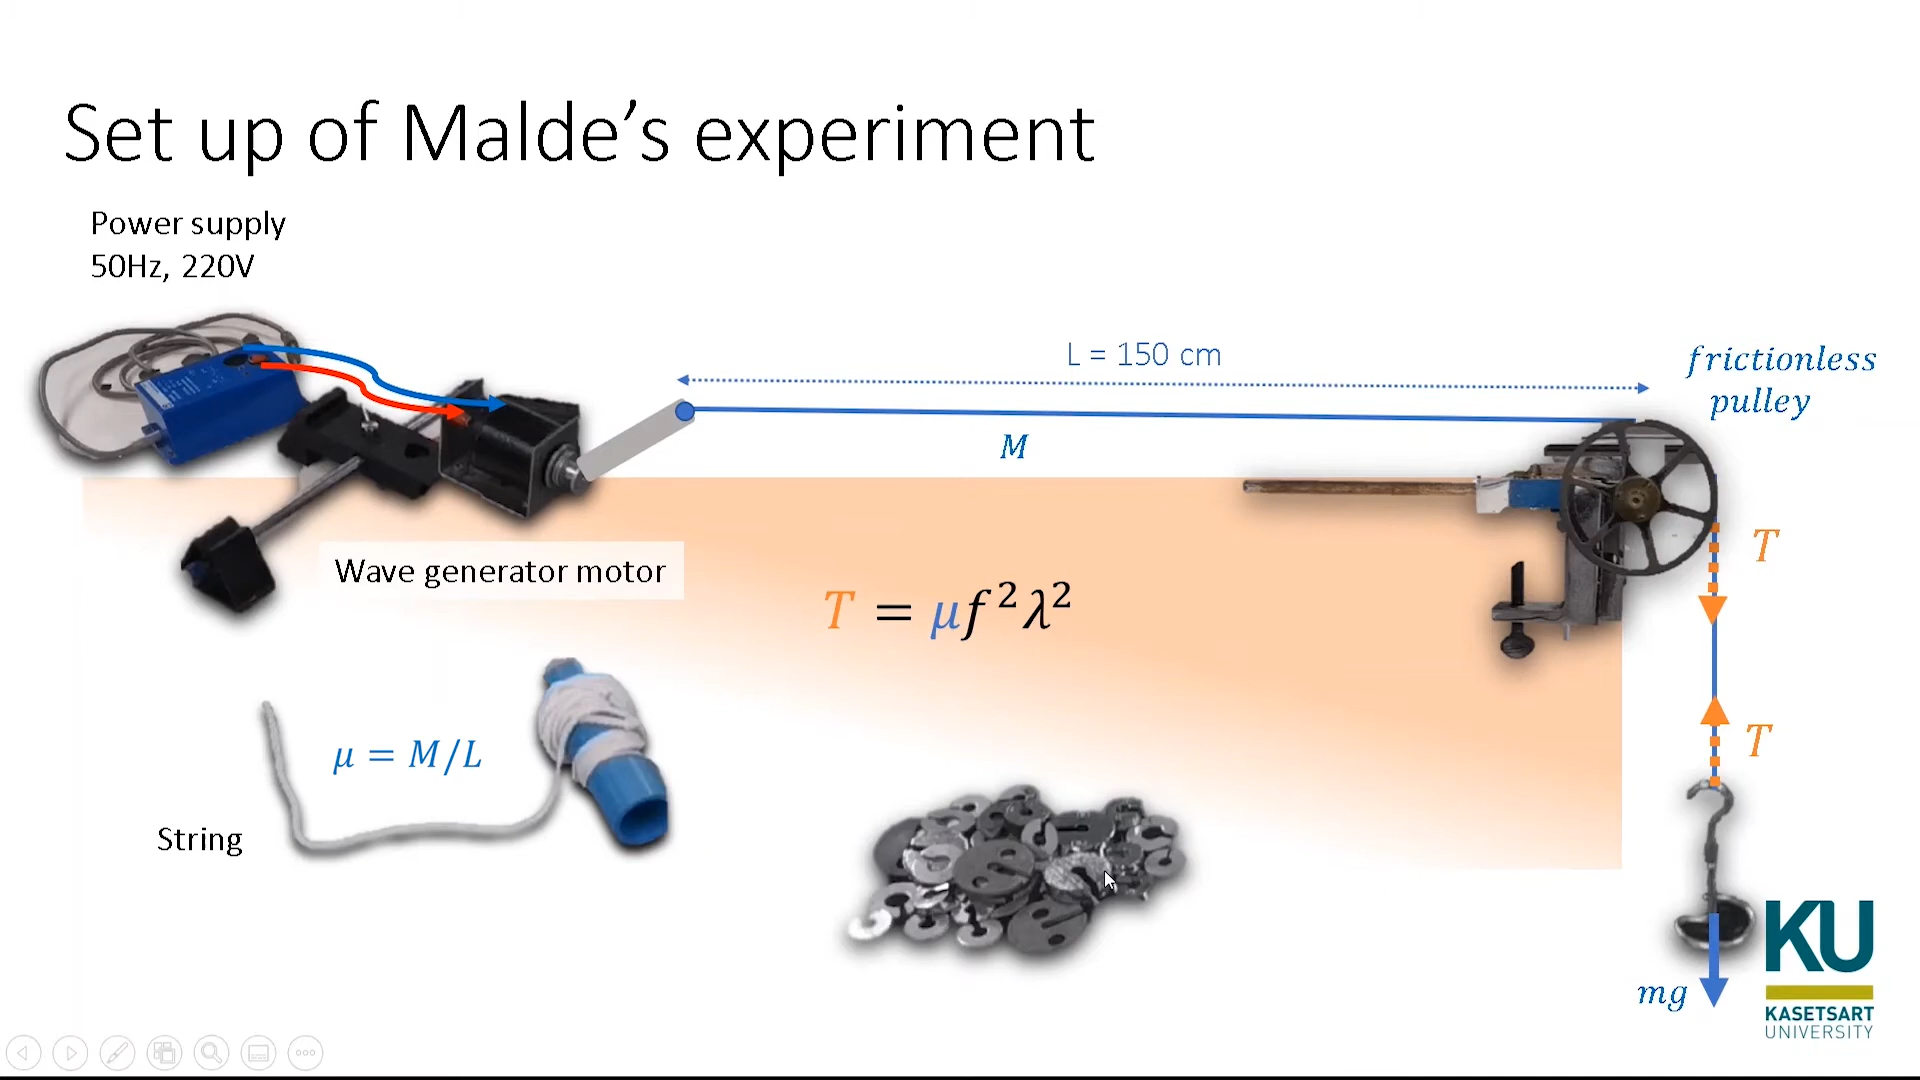 Set up of Malde’s experiment
Power supply
50Hz, 220V
L = 150 cm
frictionless
pulley
M
Wave generator motor
T = μf²λ²
T
T
μ = M/L
String
mg
KU
KASETSART
UNIVERSITY